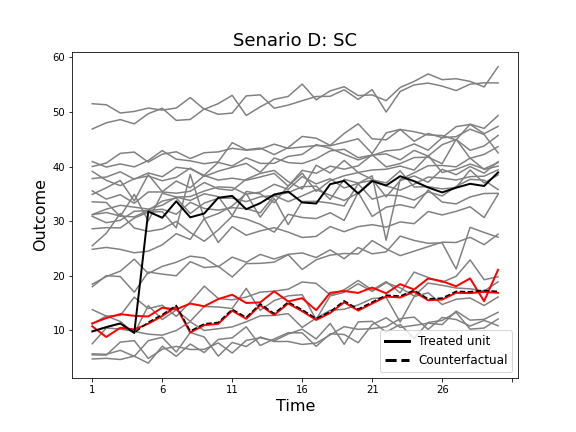 Senario D: SC
60
50
40
30
20
10
Outcome
1 6 11 16 21 26
Time
Treated unit
Counterfactual